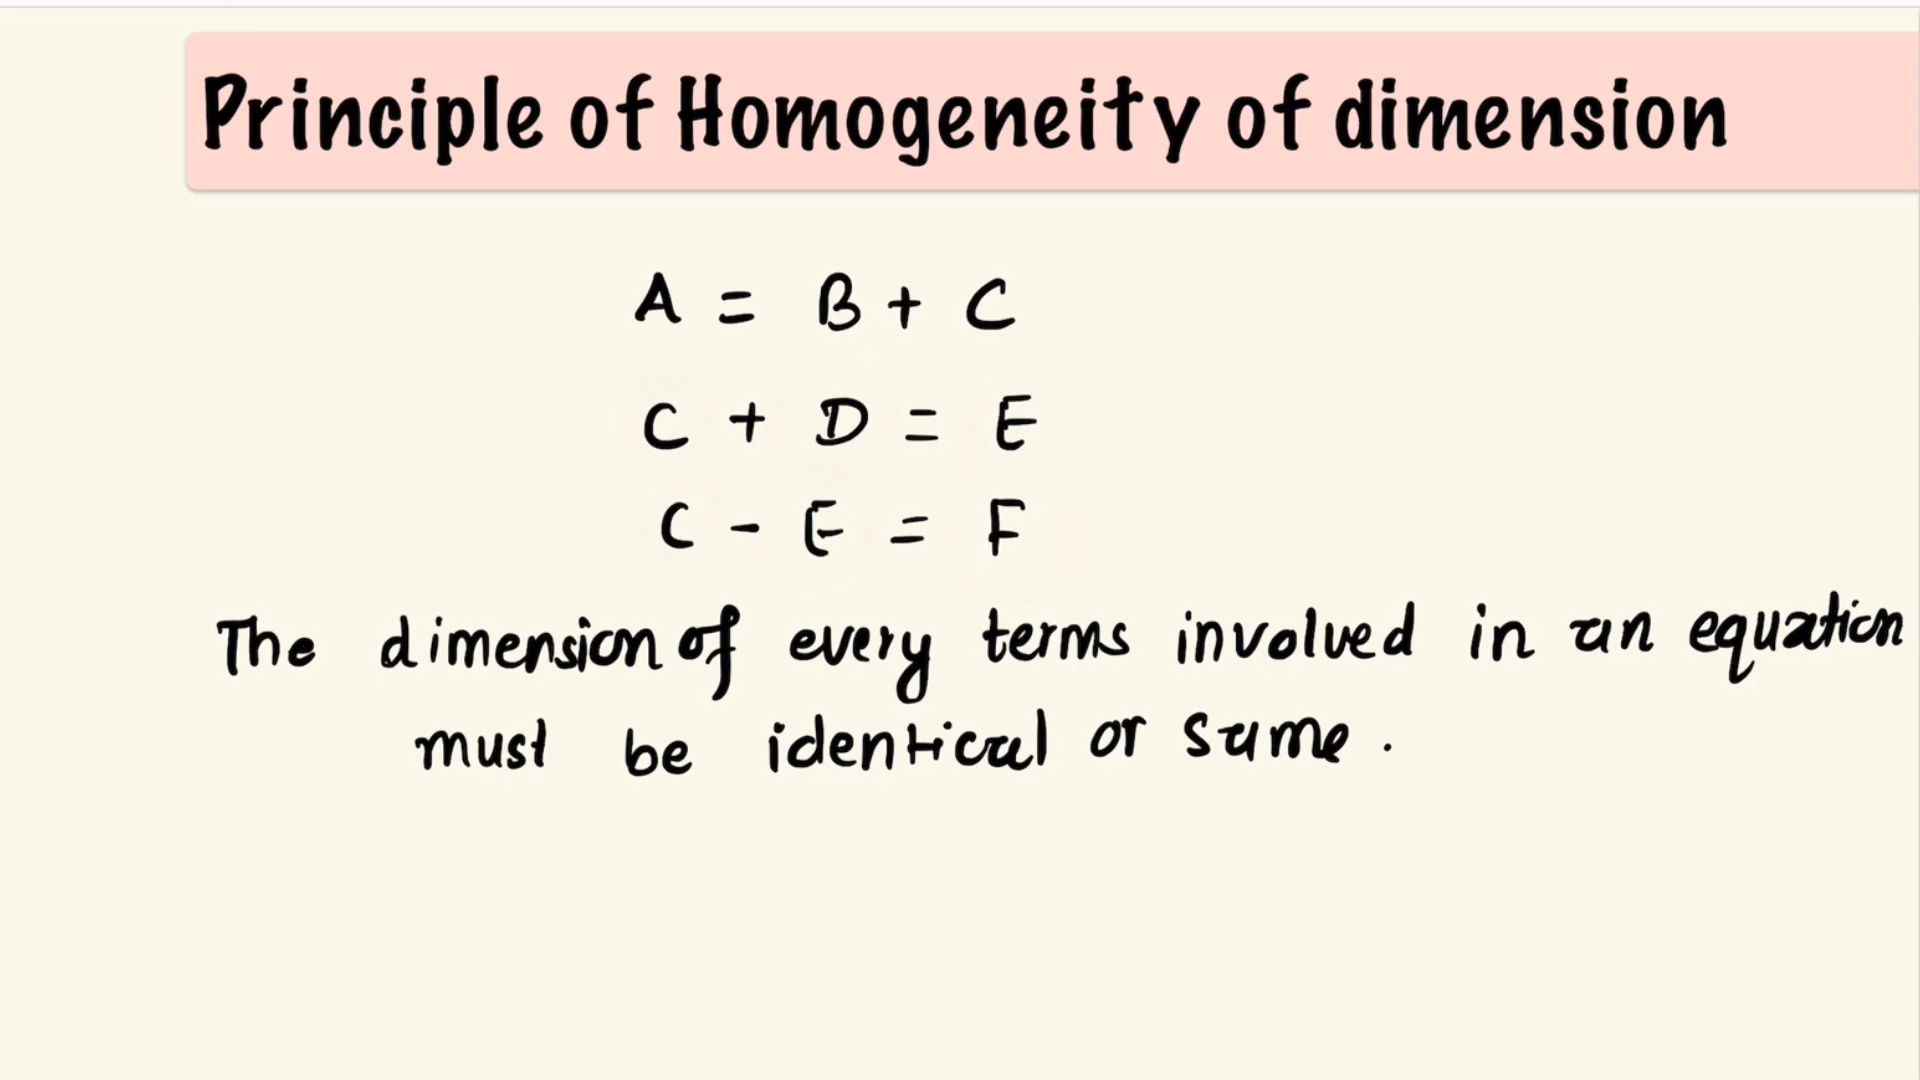 Principle of Homogeneity of dimension
A = B + C
C + D = E
C - E = F
The dimension of every terms involved in an equation
must be identical or same.